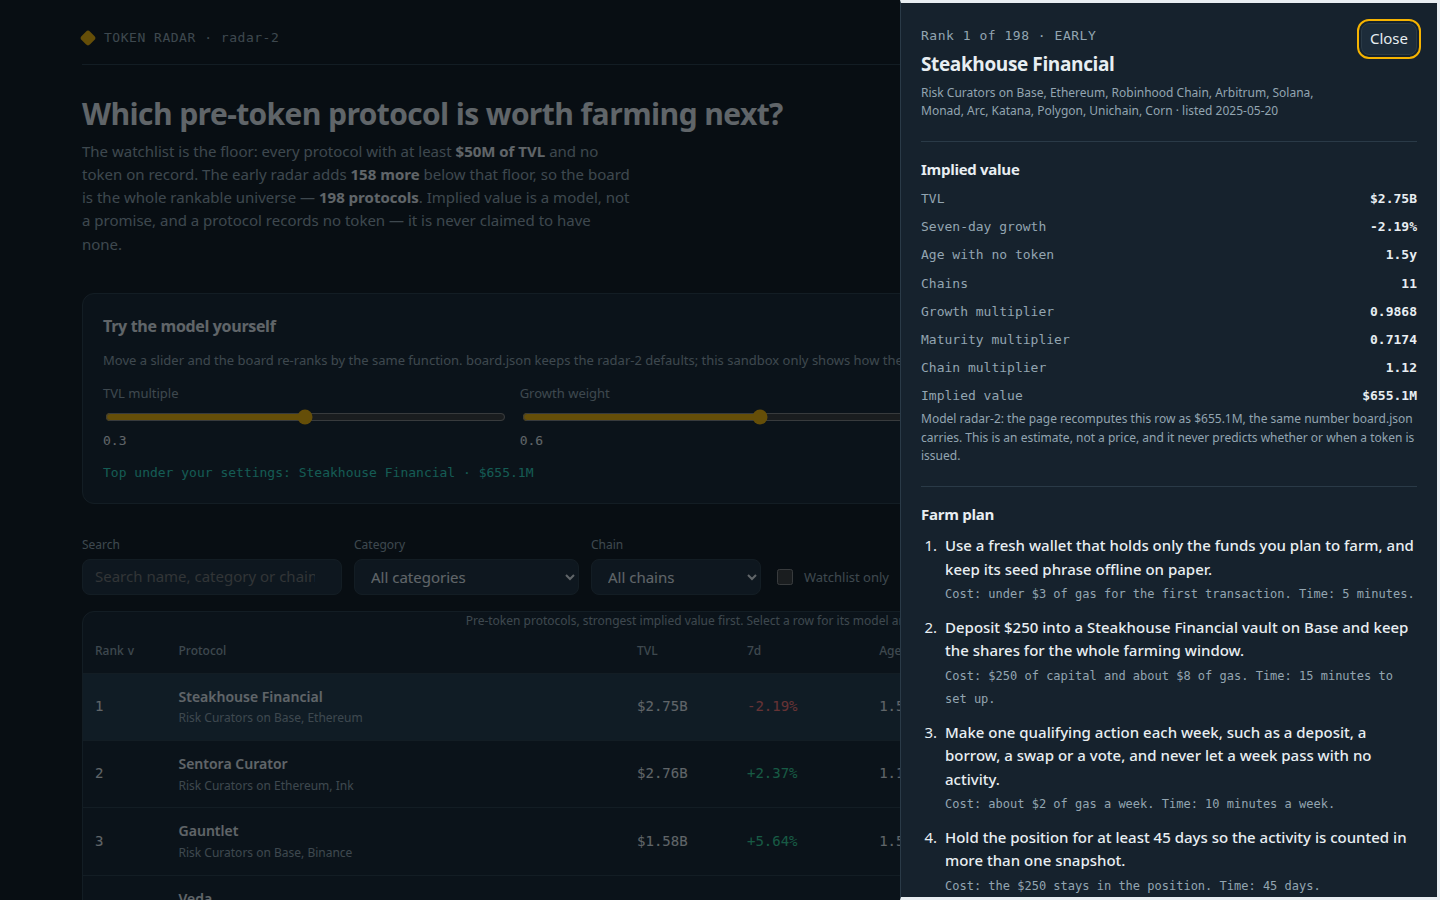 TOKEN RADAR · radar-2
Which pre-token protocol is worth farming next?
The watchlist is the floor: every protocol with at least $50M of TVL and no
token on record. The early radar adds 158 more below that floor, so the board
is the whole rankable universe — 198 protocols. Implied value is a model, not
a promise, and a protocol records no token — it is never claimed to have
none.
Try the model yourself
Move a slider and the board re-ranks by the same function. board.json keeps the radar-2 defaults; this sandbox only shows how the
TVL multiple
Growth weight
0.3
0.6
Top under your settings: Steakhouse Financial · $655.1M
Search
Category
Chain
Search name, category or chain
All categories
All chains
Watchlist only
Pre-token protocols, strongest implied value first. Select a row for its model
Rank v
Protocol
TVL
7d
Age
1
Steakhouse Financial
Risk Curators on Base, Ethereum
$2.75B
-2.19%
2
Sentora Curator
Risk Curators on Ethereum, Ink
$2.76B
+2.37%
3
Gauntlet
Risk Curators on Base, Binance
$1.58B
+5.64%
Veda
Rank 1 of 198 · EARLY
Close
Steakhouse Financial
Risk Curators on Base, Ethereum, Robinhood Chain, Arbitrum, Solana,
Monad, Arc, Katana, Polygon, Unichain, Corn · listed 2025-05-20
Implied value
TVL $2.75B
Seven-day growth -2.19%
Age with no token 1.5y
Chains 11
Growth multiplier 0.9868
Maturity multiplier 0.7174
Chain multiplier 1.12
Implied value $655.1M
Model radar-2: the page recomputes this row as $655.1M, the same number board.json
carries. This is an estimate, not a price, and it never predicts whether or when a token is
issued.
Farm plan
1. Use a fresh wallet that holds only the funds you plan to farm, and
keep its seed phrase offline on paper.
Cost: under $3 of gas for the first transaction. Time: 5 minutes.
2. Deposit $250 into a Steakhouse Financial vault on Base and keep
the shares for the whole farming window.
Cost: $250 of capital and about $8 of gas. Time: 15 minutes to
set up.
3. Make one qualifying action each week, such as a deposit, a
borrow, a swap or a vote, and never let a week pass with no
activity.
Cost: about $2 of gas a week. Time: 10 minutes a week.
4. Hold the position for at least 45 days so the activity is counted in
more than one snapshot.
Cost: the $250 stays in the position. Time: 45 days.